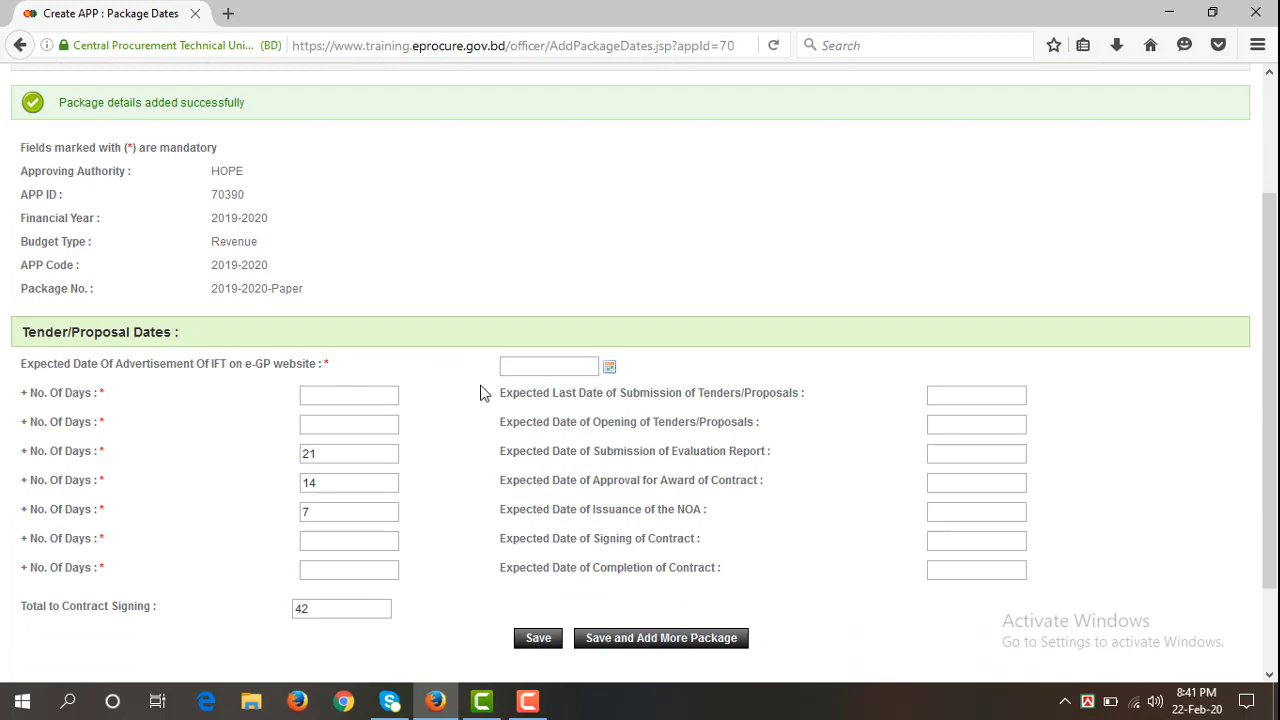 Create APP : Package Dates
Central Procurement Technical Uni... (BD) https://www.training.eprocure.gov.bd/officer/AddPackageDates.jsp?appId=70 Search
Package details added successfully
Fields marked with (*) are mandatory
Approving Authority : HOPE
APP ID : 70390
Financial Year : 2019-2020
Budget Type : Revenue
APP Code : 2019-2020
Package No. : 2019-2020-Paper
Tender/Proposal Dates :
Expected Date Of Advertisement Of IFT on e-GP website : *
+ No. Of Days : * Expected Last Date of Submission of Tenders/Proposals :
+ No. Of Days : * Expected Date of Opening of Tenders/Proposals :
+ No. Of Days : * 21 Expected Date of Submission of Evaluation Report :
+ No. Of Days : * 14 Expected Date of Approval for Award of Contract :
+ No. Of Days : * 7 Expected Date of Issuance of the NOA :
+ No. Of Days : * Expected Date of Signing of Contract :
+ No. Of Days : * Expected Date of Completion of Contract :
Total to Contract Signing : 42
Save Save and Add More Package
Activate Windows
Go to Settings to activate Windows.
8:41 PM
22-Feb-20